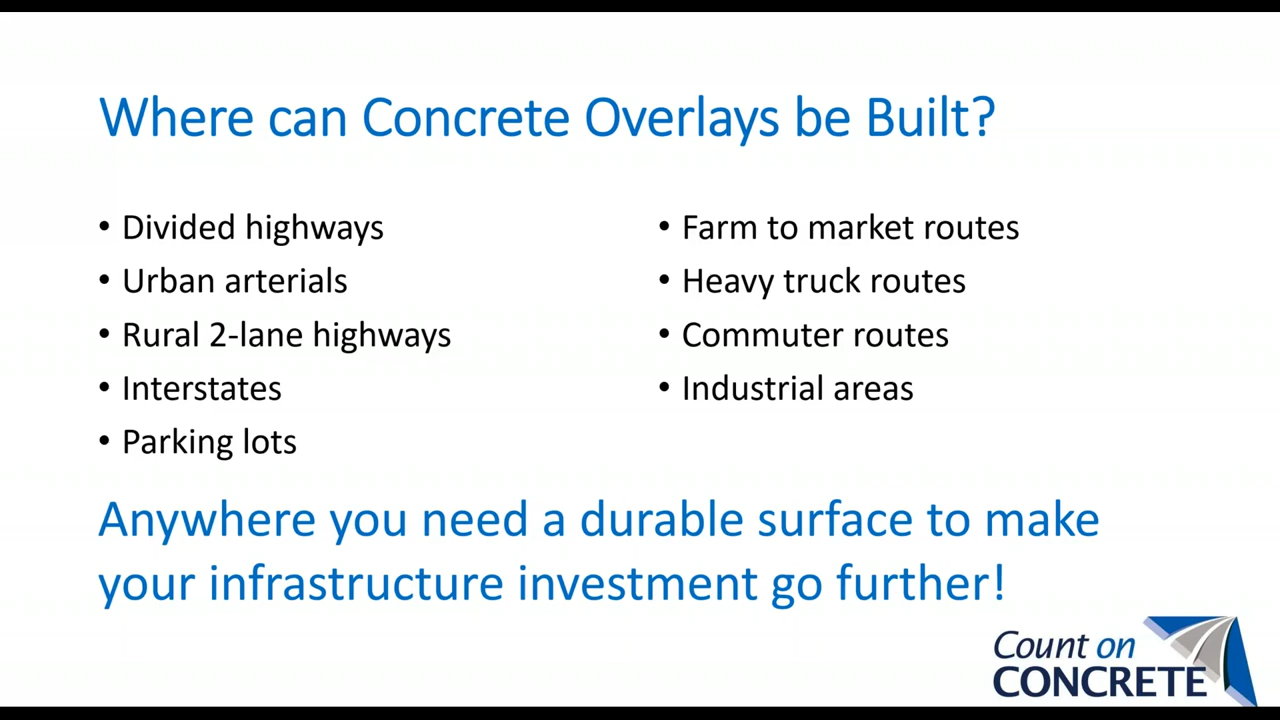 Where can Concrete Overlays be Built?
• Divided highways
• Urban arterials
• Rural 2-lane highways
• Interstates
• Parking lots
• Farm to market routes
• Heavy truck routes
• Commuter routes
• Industrial areas
Anywhere you need a durable surface to make
your infrastructure investment go further!
Count on
CONCRETE